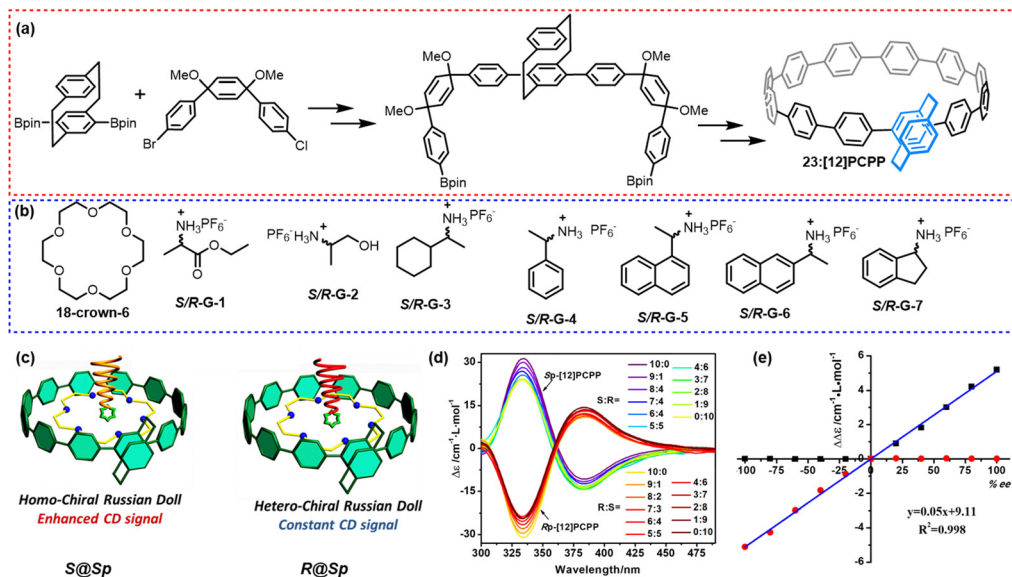 (a)
OMe
OMe
Bpin
Bpin
+
Br
Cl
OMe
OMe
MeO
OMe
Bpin
Bpin
23:[12]PCPP
(b)
O
O
O
O
O
O
18-crown-6
+
NH3PF6-
O
O
S/R-G-1
+
PF6-H3N
OH
S/R-G-2
+
NH3PF6-
S/R-G-3
+
NH3 PF6-
S/R-G-4
+
NH3PF6-
S/R-G-5
+
NH3PF6-
S/R-G-6
+
NH3 PF6-
S/R-G-7
(c)
Homo-Chiral Russian Doll
Enhanced CD signal
S@Sp
Hetero-Chiral Russian Doll
Constant CD signal
R@Sp
(d)
Δε /cm-1·L·mol-1
30
15
0
-15
-30
300 325 350 375 400 425 450 475
Wavelength/nm
Sp-[12]PCPP
Rp-[12]PCPP
S:R=
10:0 4:6
9:1 3:7
8:4 2:8
7:4 1:9
6:4 0:10
5:5
R:S=
10:0 4:6
9:1 3:7
8:2 2:8
7:3 1:9
6:4 0:10
5:5
(e)
ΔΔε /cm-1·L·mol-1
6
4
2
0
-2
-4
-6
-100 -75 -50 -25 0 25 50 75 100
% ee
y=0.05x+9.11
R2=0.998